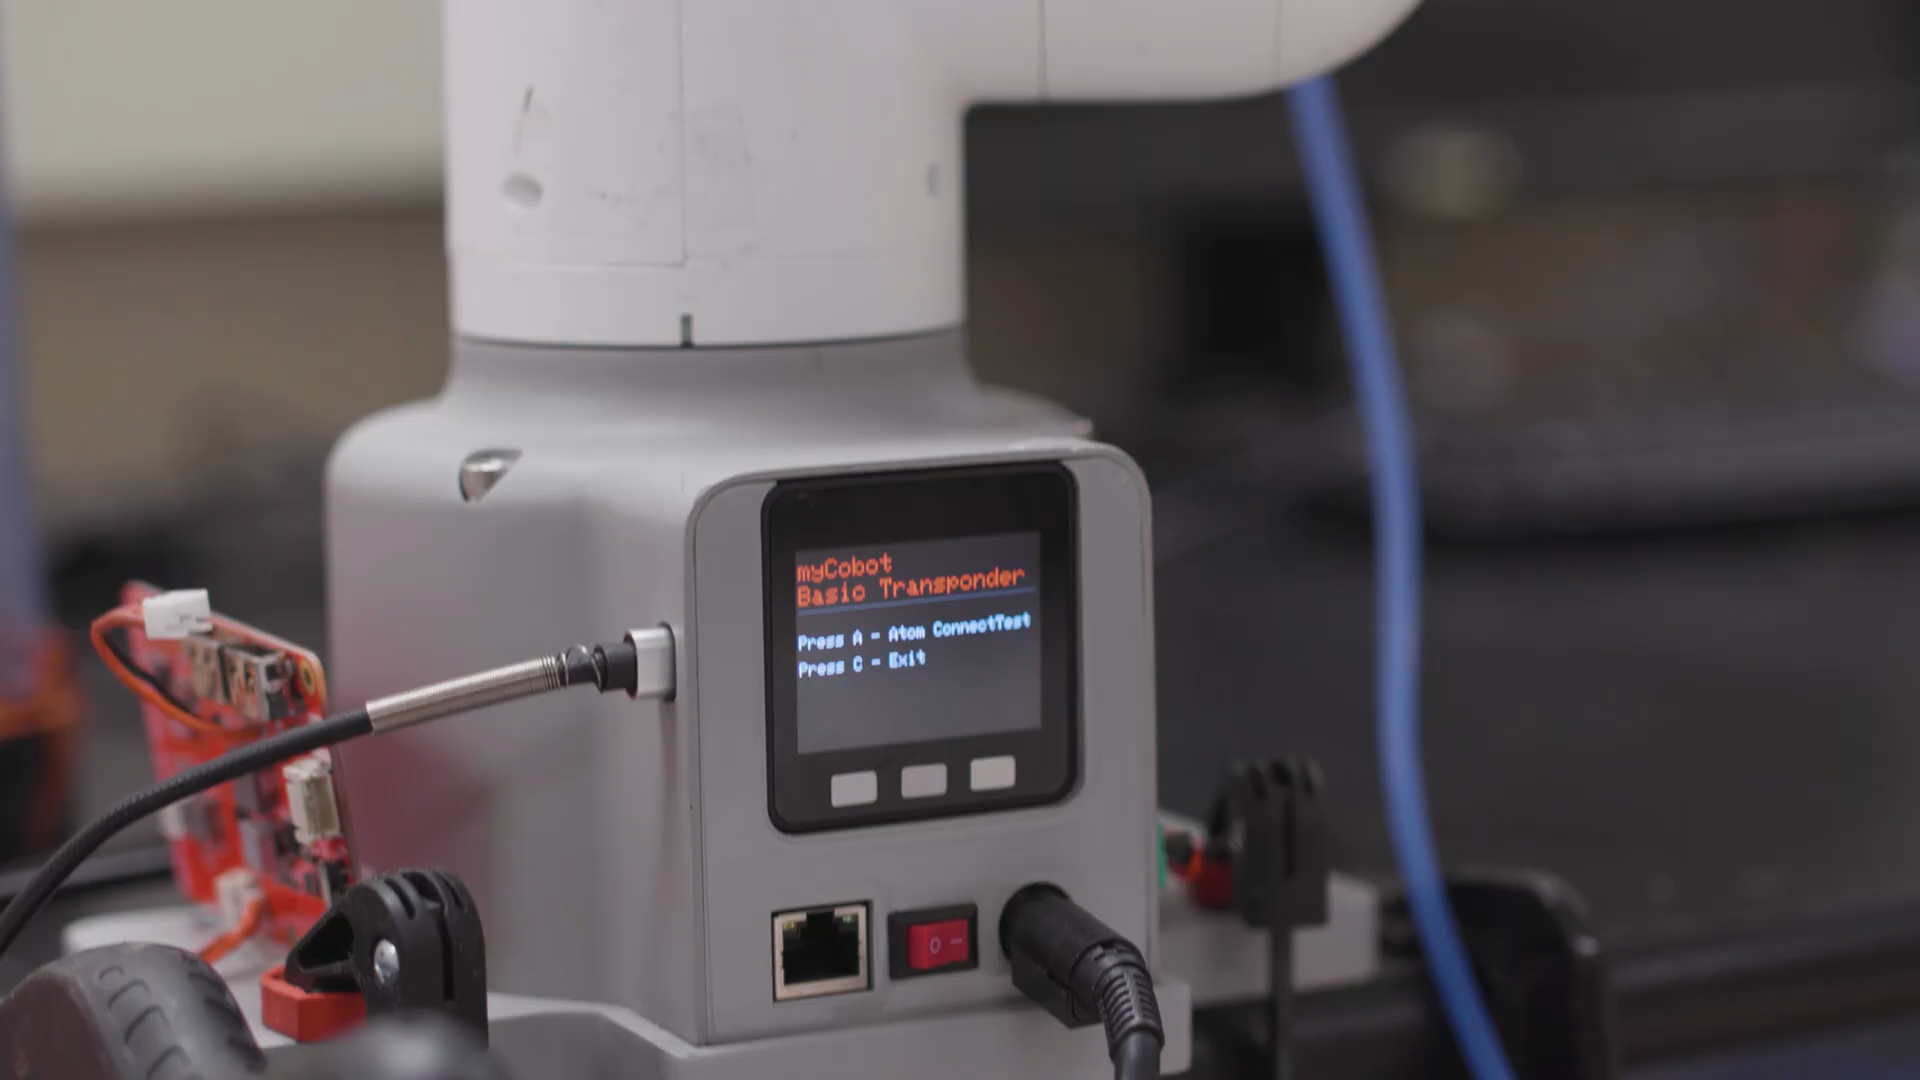 myCobot
Basic Transponder
Press A - Atom ConnectTest
Press C - Exit